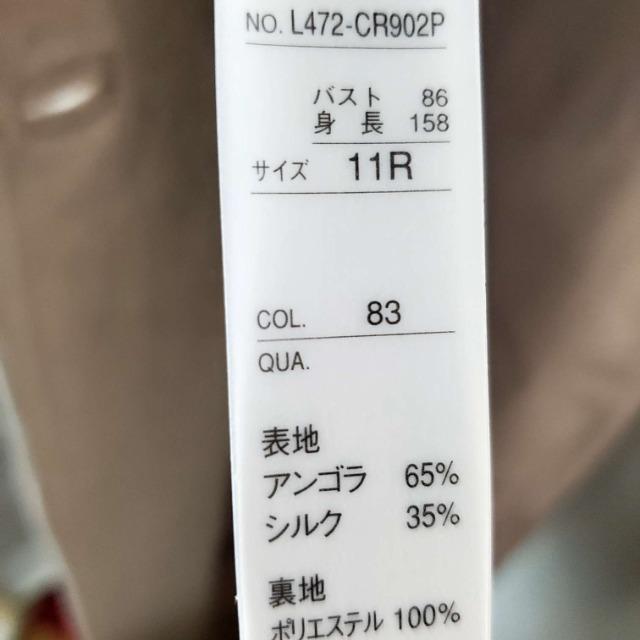 NO. L472-CR902P
バスト 86
身長 158
サイズ 11R
COL. 83
QUA.
表地
アンゴラ 65%
シルク 35%
裏地
ポリエステル 100%